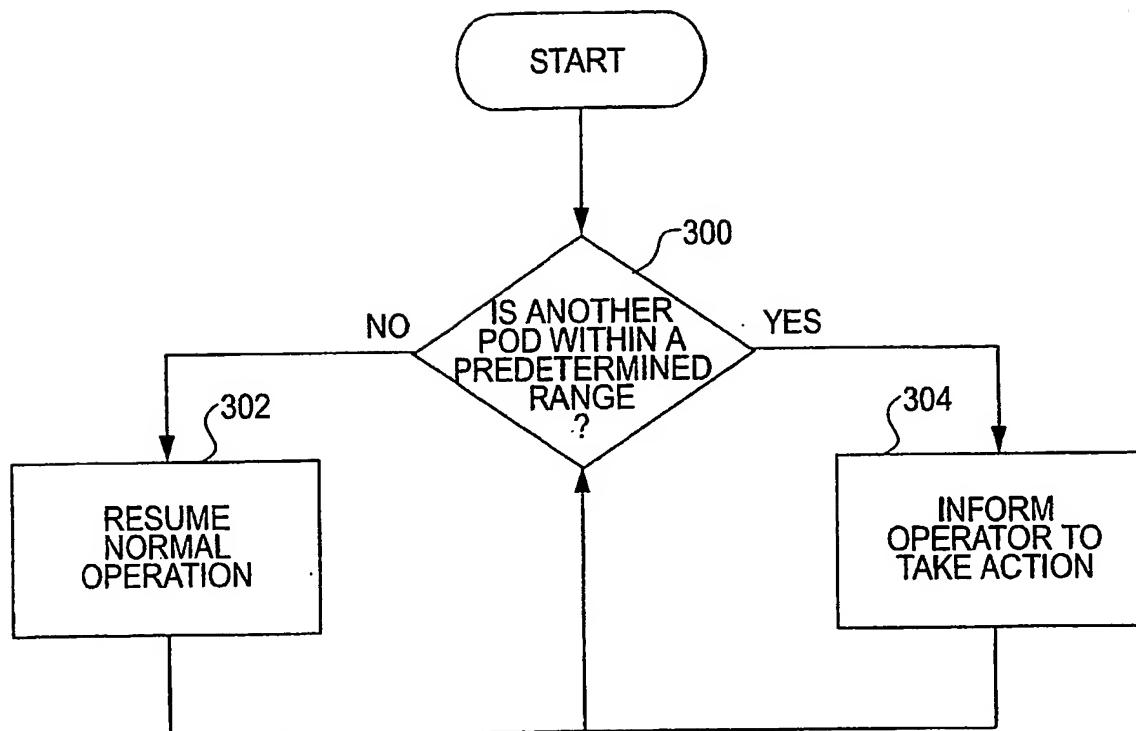 START
300
IS ANOTHER
POD WITHIN A
PREDETERMINED
RANGE
?
NO
YES
302
304
RESUME
NORMAL
OPERATION
INFORM
OPERATOR TO
TAKE ACTION